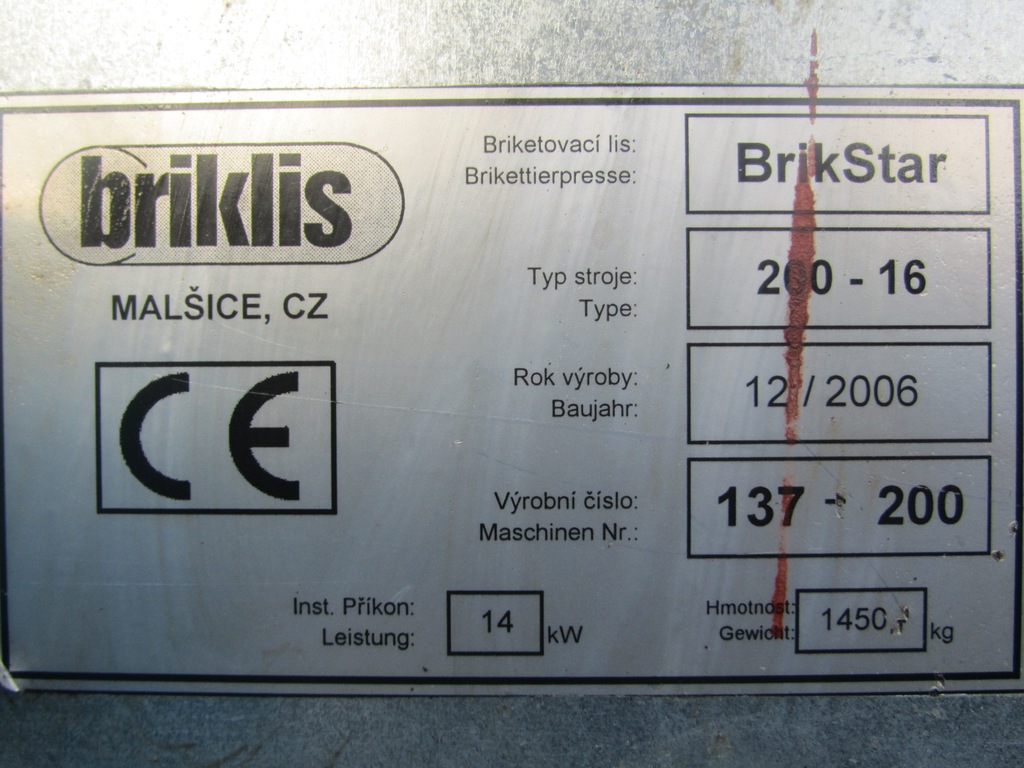 briklis
MALŠICE, CZ
CE
Briketovací lis:
Brikettierpresse:
BrikStar
Typ stroje:
Type:
200 - 16
Rok výroby:
Baujahr:
12 / 2006
Výrobní číslo:
Maschinen Nr.:
137 - 200
Inst. Příkon:
Leistung:
14 kW
Hmotnost:
Gewicht:
1450 kg